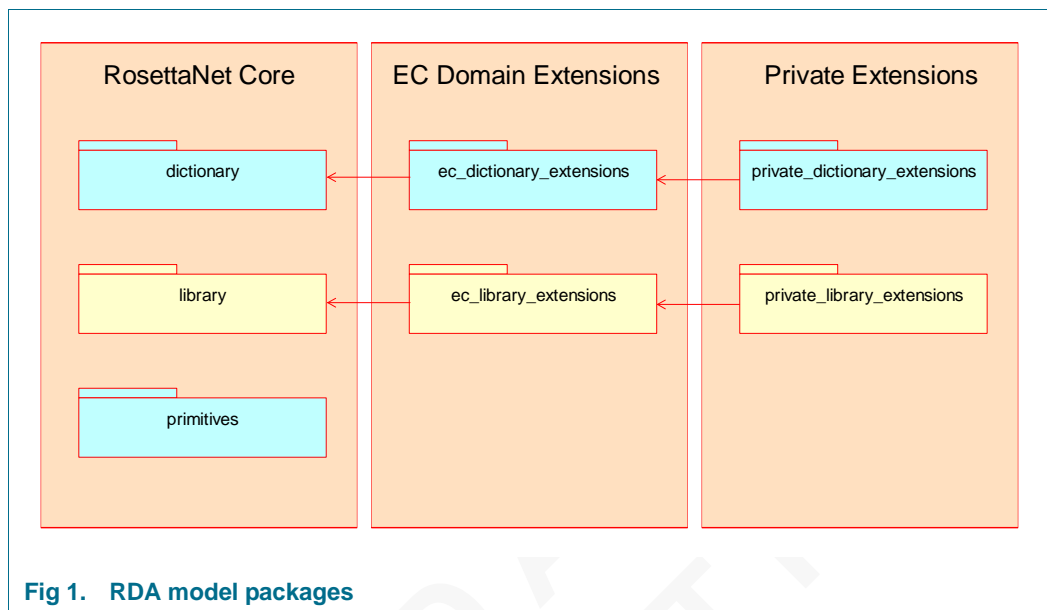 RosettaNet Core
EC Domain Extensions
Private Extensions
dictionary
ec_dictionary_extensions
private_dictionary_extensions
library
ec_library_extensions
private_library_extensions
primitives
Fig 1. RDA model packages